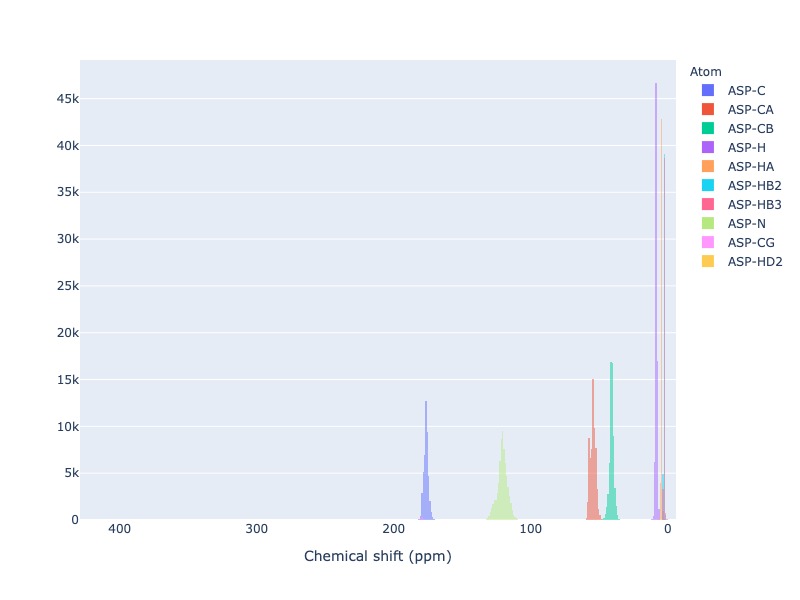 Atom
ASP-C
ASP-CA
ASP-CB
ASP-H
ASP-HA
ASP-HB2
ASP-HB3
ASP-N
ASP-CG
ASP-HD2
45k
40k
35k
30k
25k
20k
15k
10k
5k
0
400 300 200 100 0
Chemical shift (ppm)